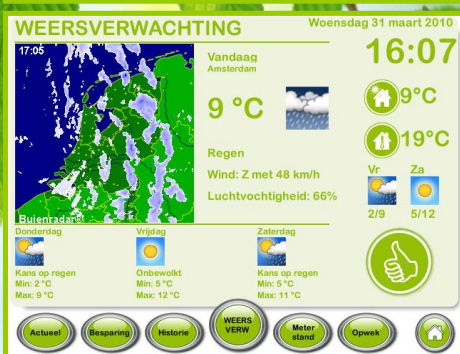 WEERSVERWACHTING
Woensdag 31 maart 2010
16:07
17:05
Buienradar
Vandaag
Amsterdam
9 °C
Regen
Wind: Z met 48 km/h
Luchtvochtigheid: 66%
9°C
19°C
Vr Za
2/9 5/12
Donderdag
Kans op regen
Min: 2 °C
Max: 9 °C
Vrijdag
Onbewolkt
Min: 5 °C
Max: 12 °C
Zaterdag
Kans op regen
Min: 5 °C
Max: 11 °C
Actueel
Besparing
Historie
WEERS
VERW
Meter
stand
Opwek